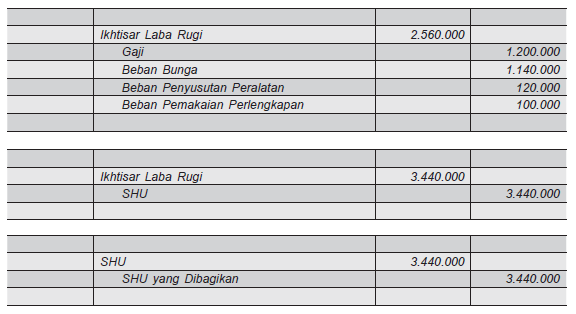 Ikhtisar Laba Rugi 2.560.000
Gaji 1.200.000
Beban Bunga 1.140.000
Beban Penyusutan Peralatan 120.000
Beban Pemakaian Perlengkapan 100.000
Ikhtisar Laba Rugi 3.440.000
SHU 3.440.000
SHU 3.440.000
SHU yang Dibagikan 3.440.000